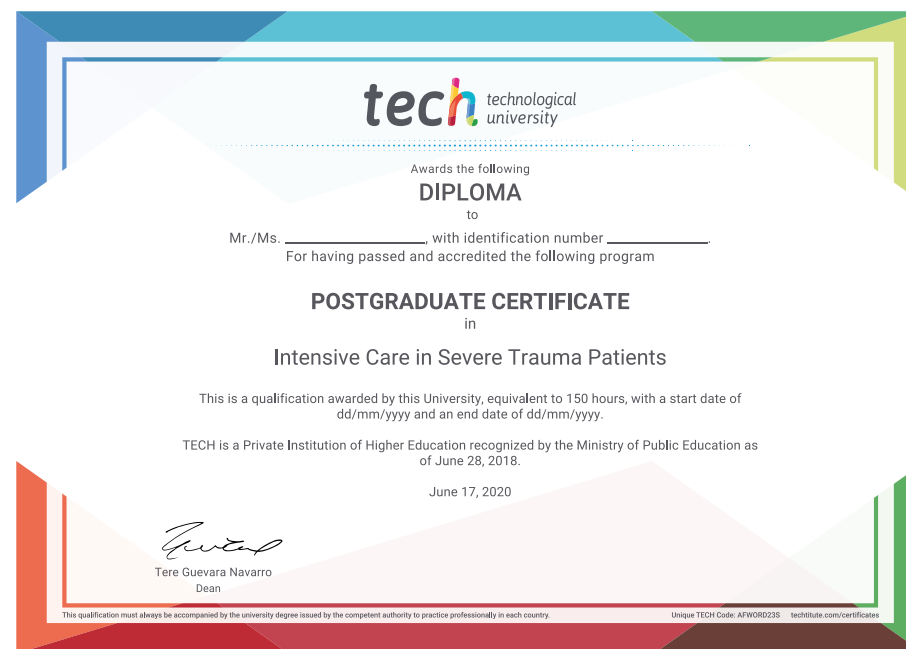 tech technological
university
Awards the following
DIPLOMA
to
Mr./Ms. ____________________, with identification number ______________.
For having passed and accredited the following program
POSTGRADUATE CERTIFICATE
in
Intensive Care in Severe Trauma Patients
This is a qualification awarded by this University, equivalent to 150 hours, with a start date of
dd/mm/yyyy and an end date of dd/mm/yyyy.
TECH is a Private Institution of Higher Education recognized by the Ministry of Public Education as
of June 28, 2018.
June 17, 2020
Tere Guevara Navarro
Dean
This qualification must always be accompanied by the university degree issued by the competent authority to practice professionally in each country.
Unique TECH Code: AFWORD23S techtitute.com/certificates